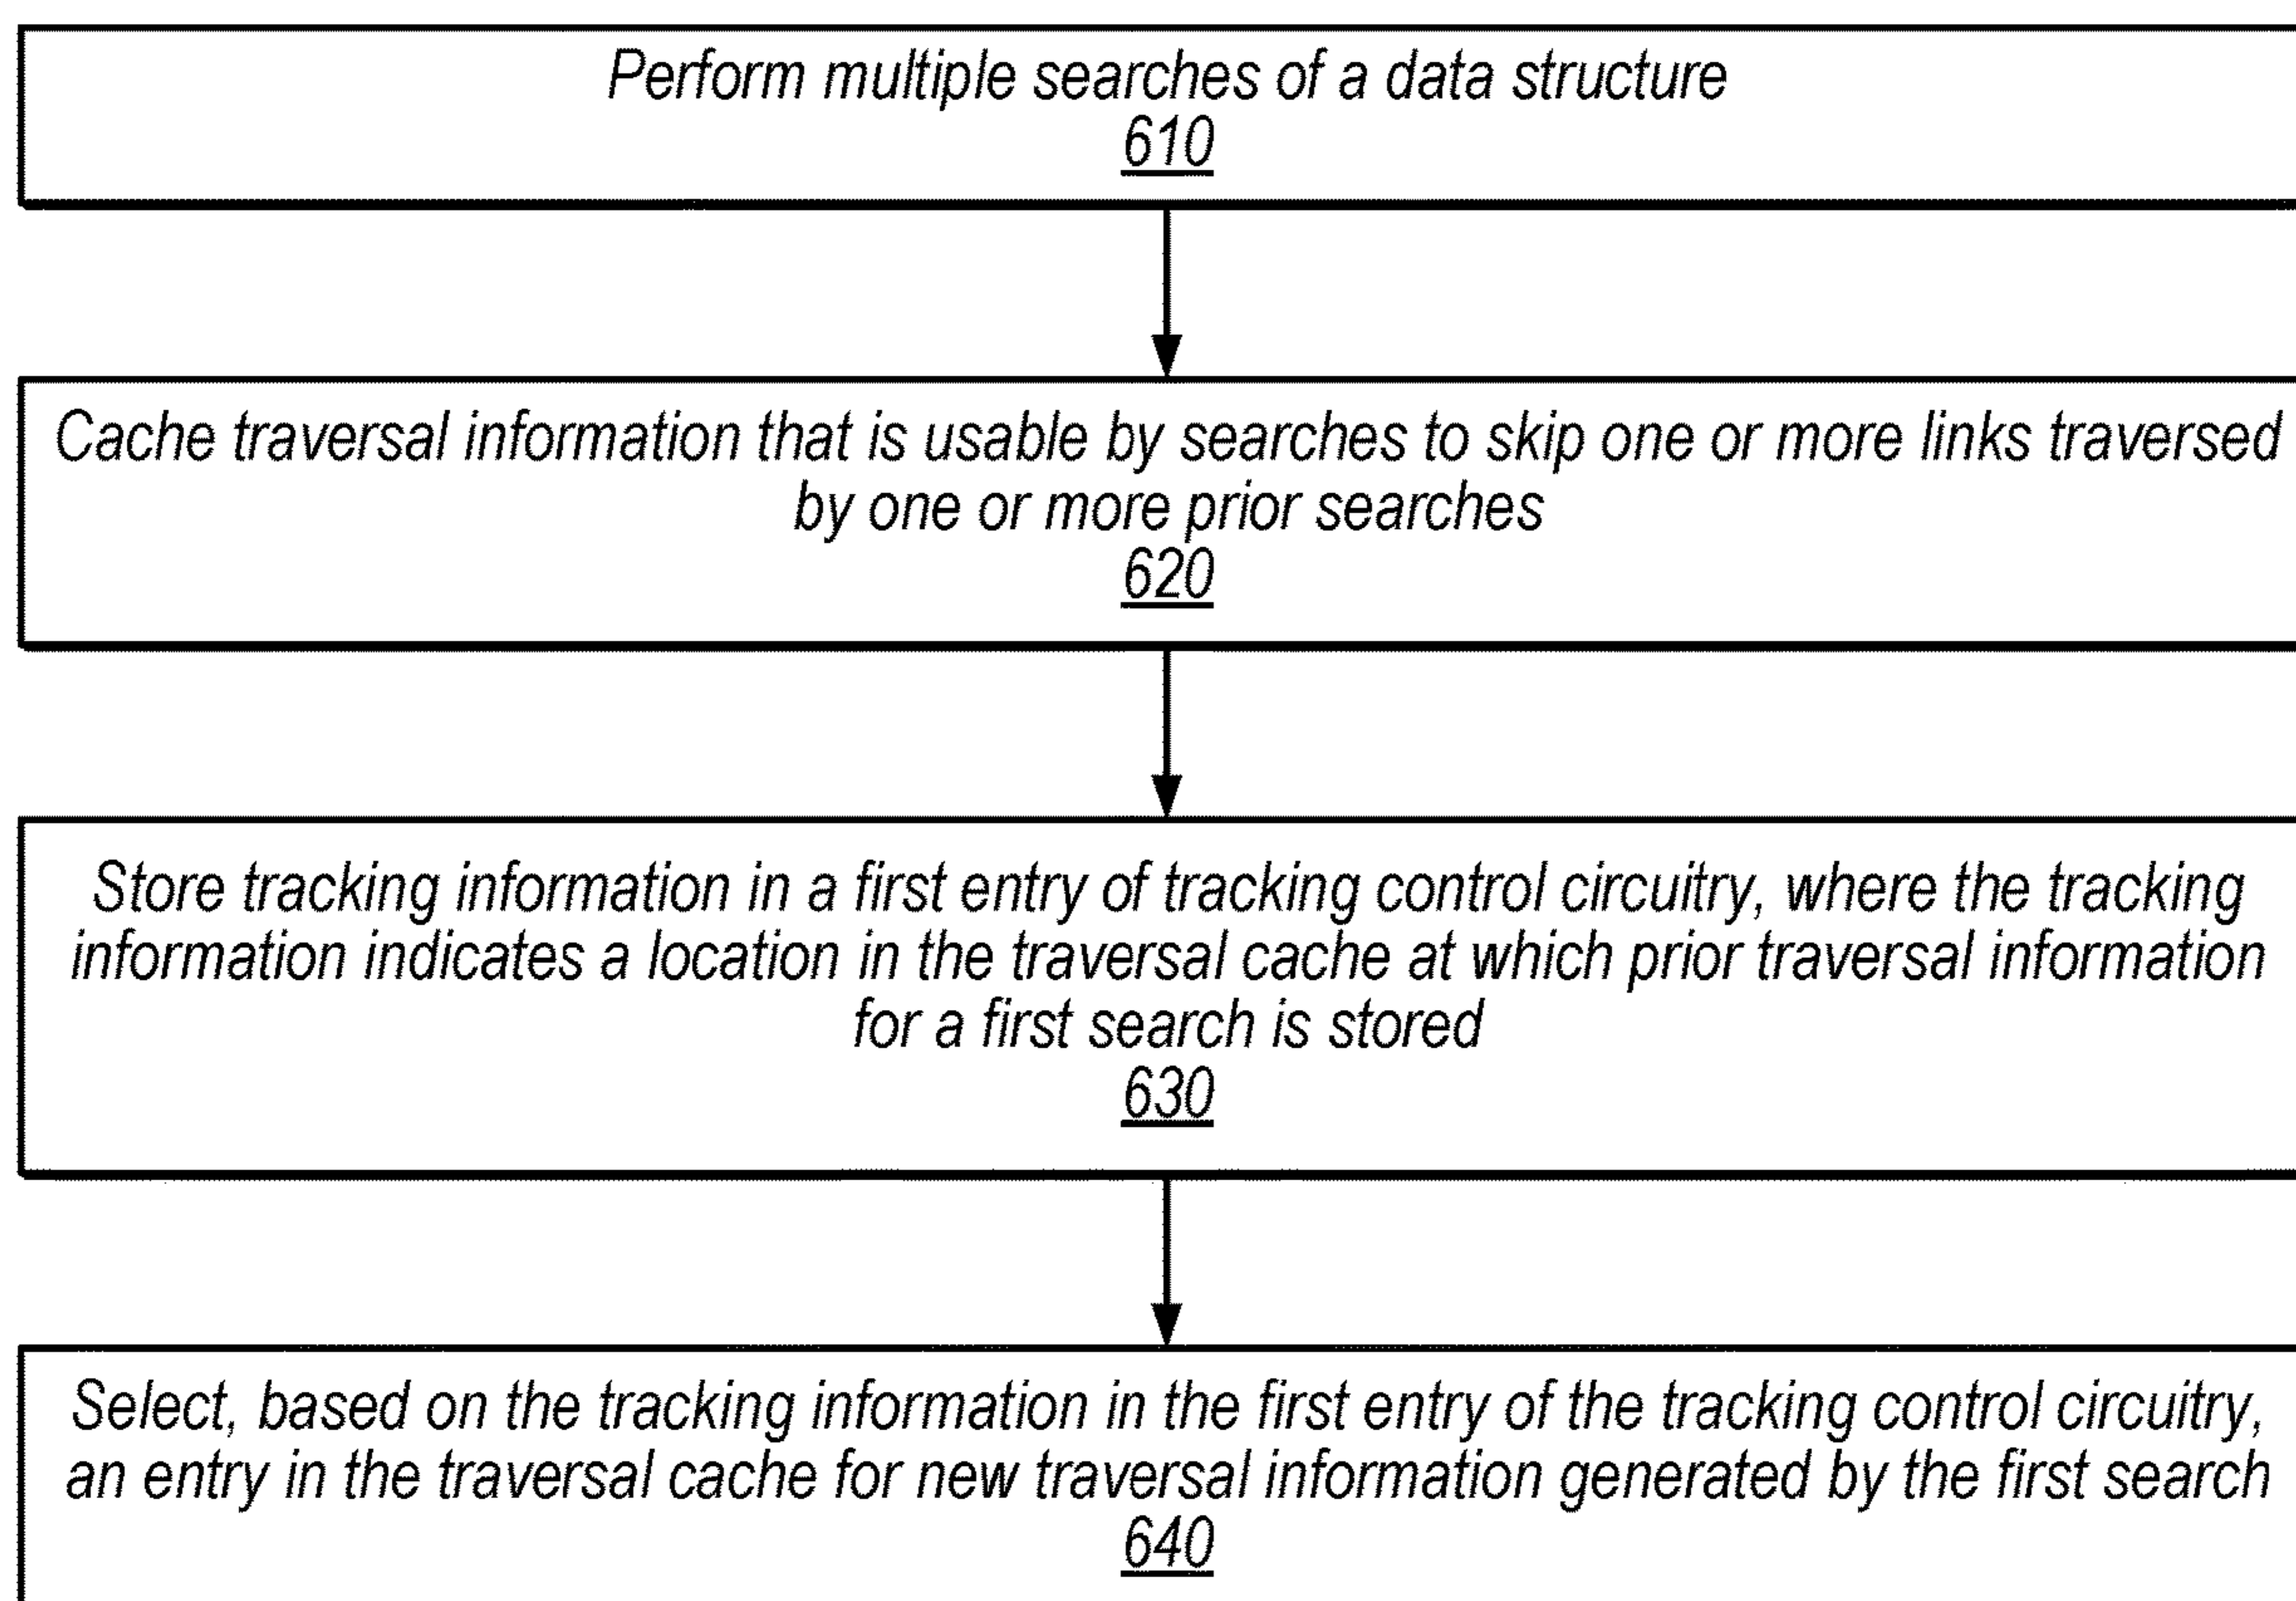 Perform multiple searches of a data structure
610
Cache traversal information that is usable by searches to skip one or more links traversed
by one or more prior searches
620
Store tracking information in a first entry of tracking control circuitry, where the tracking
information indicates a location in the traversal cache at which prior traversal information
for a first search is stored
630
Select, based on the tracking information in the first entry of the tracking control circuitry,
an entry in the traversal cache for new traversal information generated by the first search
640